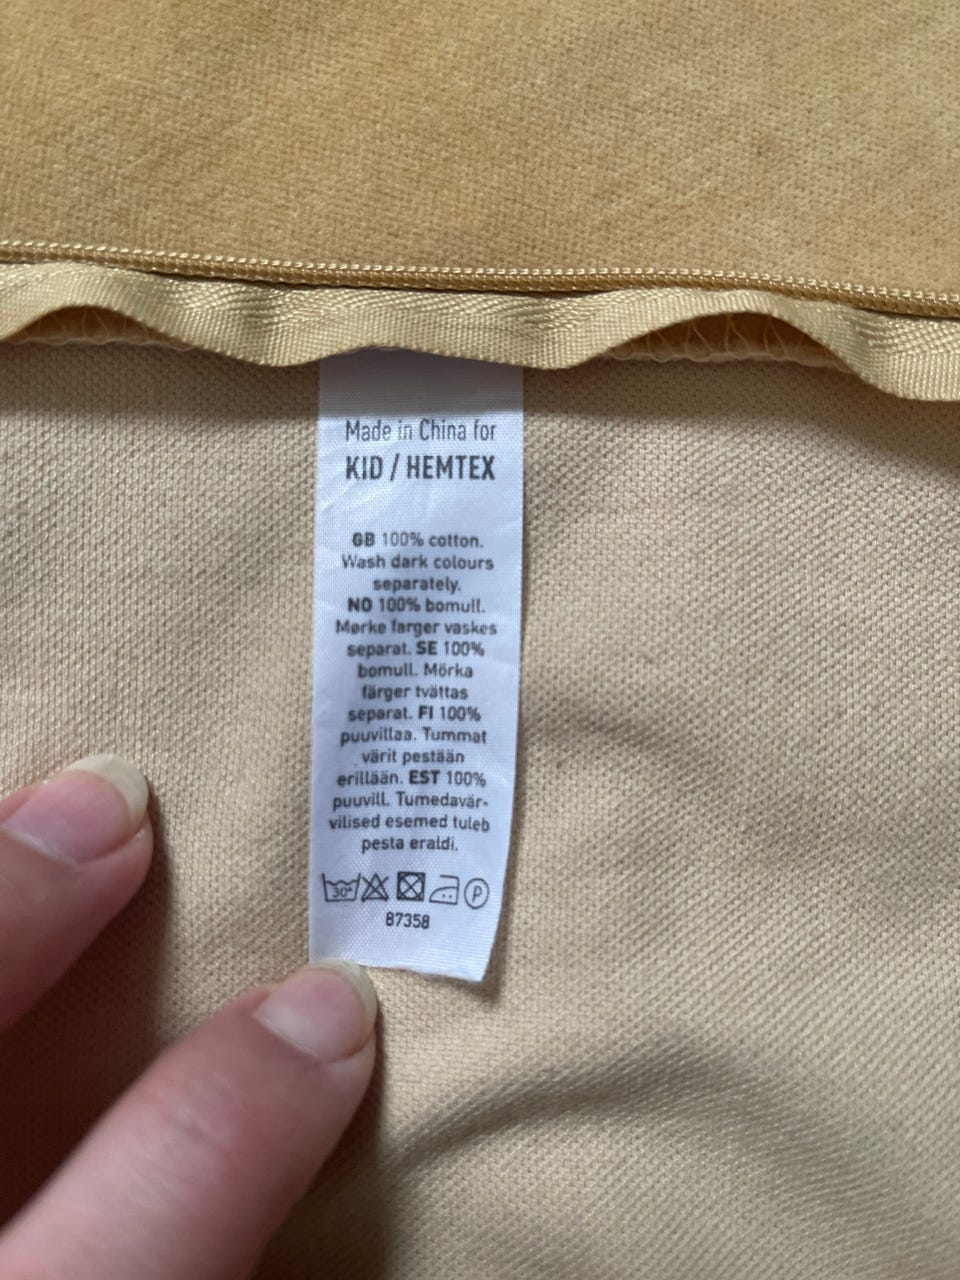 Made in China for
KID / HEMTEX
GB 100% cotton.
Wash dark colours
separately.
NO 100% bomull.
Mørke farger vaskes
separat. SE 100%
bomull. Mörka
färger tvättas
separat. FI 100%
puuvillaa. Tummat
värit pestään
erillään. EST 100%
puuvill. Tumedavär-
vilised esemed tuleb
pesta eraldi.
30° P
87358